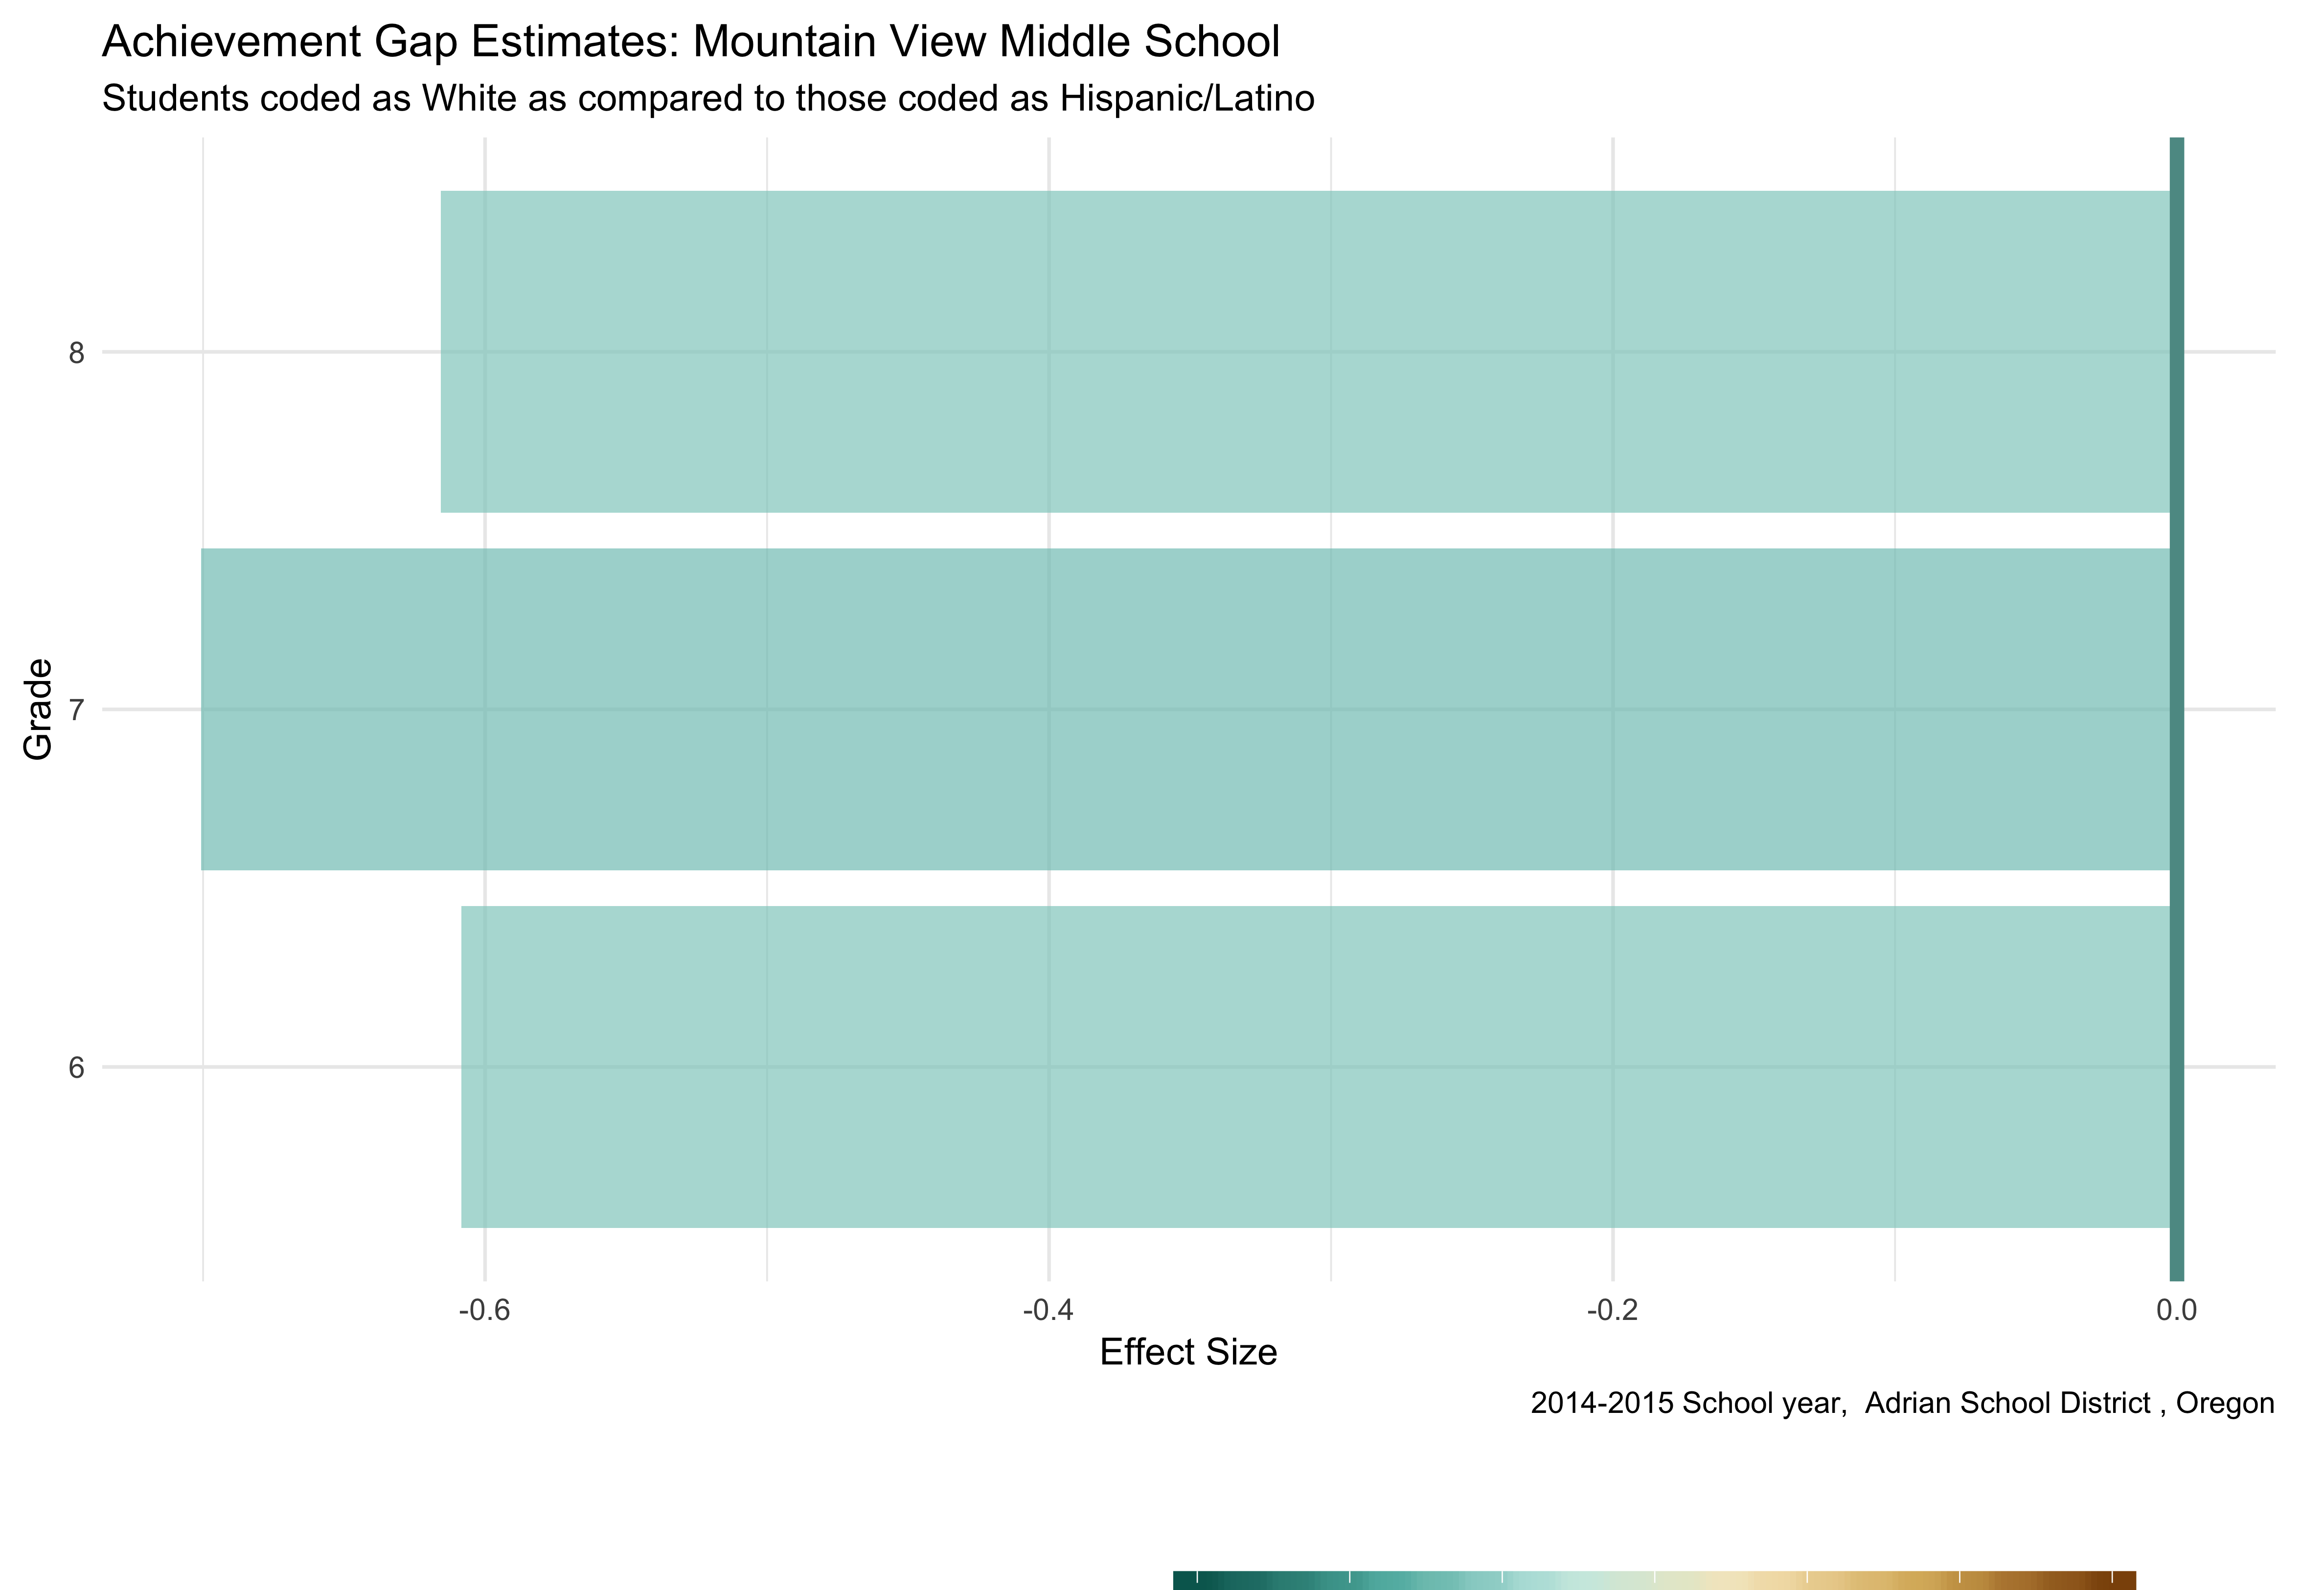 Achievement Gap Estimates: Mountain View Middle School
Students coded as White as compared to those coded as Hispanic/Latino
8
7
6
Grade
-0.6 -0.4 -0.2 0.0
Effect Size
2014-2015 School year,  Adrian School District , Oregon